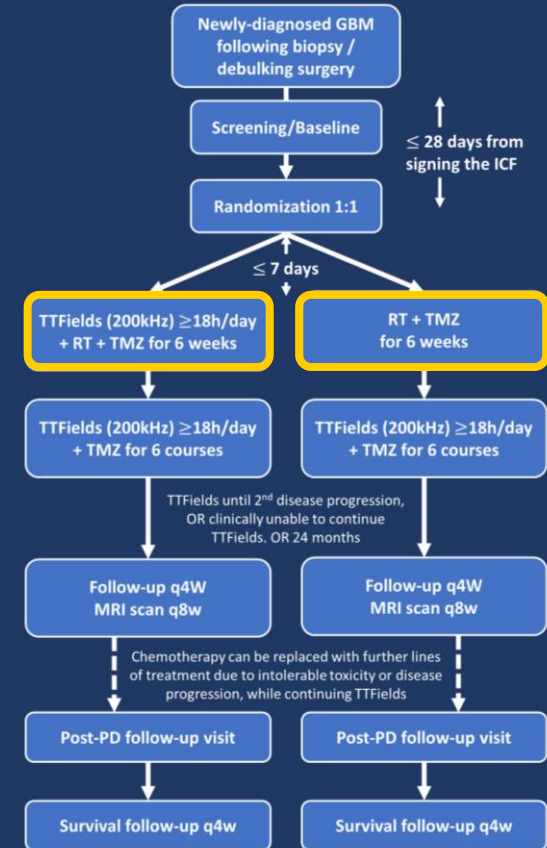 Newly-diagnosed GBM
following biopsy /
debulking surgery
Screening/Baseline
≤ 28 days from
signing the ICF
Randomization 1:1
≤ 7 days
TTFields (200kHz) ≥18h/day
+ RT + TMZ for 6 weeks
RT + TMZ
for 6 weeks
TTFields (200kHz) ≥18h/day
+ TMZ for 6 courses
TTFields (200kHz) ≥18h/day
+ TMZ for 6 courses
TTFields until 2nd disease progression,
OR clinically unable to continue
TTFields. OR 24 months
Follow-up q4W
MRI scan q8w
Follow-up q4W
MRI scan q8w
Chemotherapy can be replaced with further lines
of treatment due to intolerable toxicity or disease
progression, while continuing TTFields
Post-PD follow-up visit
Post-PD follow-up visit
Survival follow-up q4w
Survival follow-up q4w